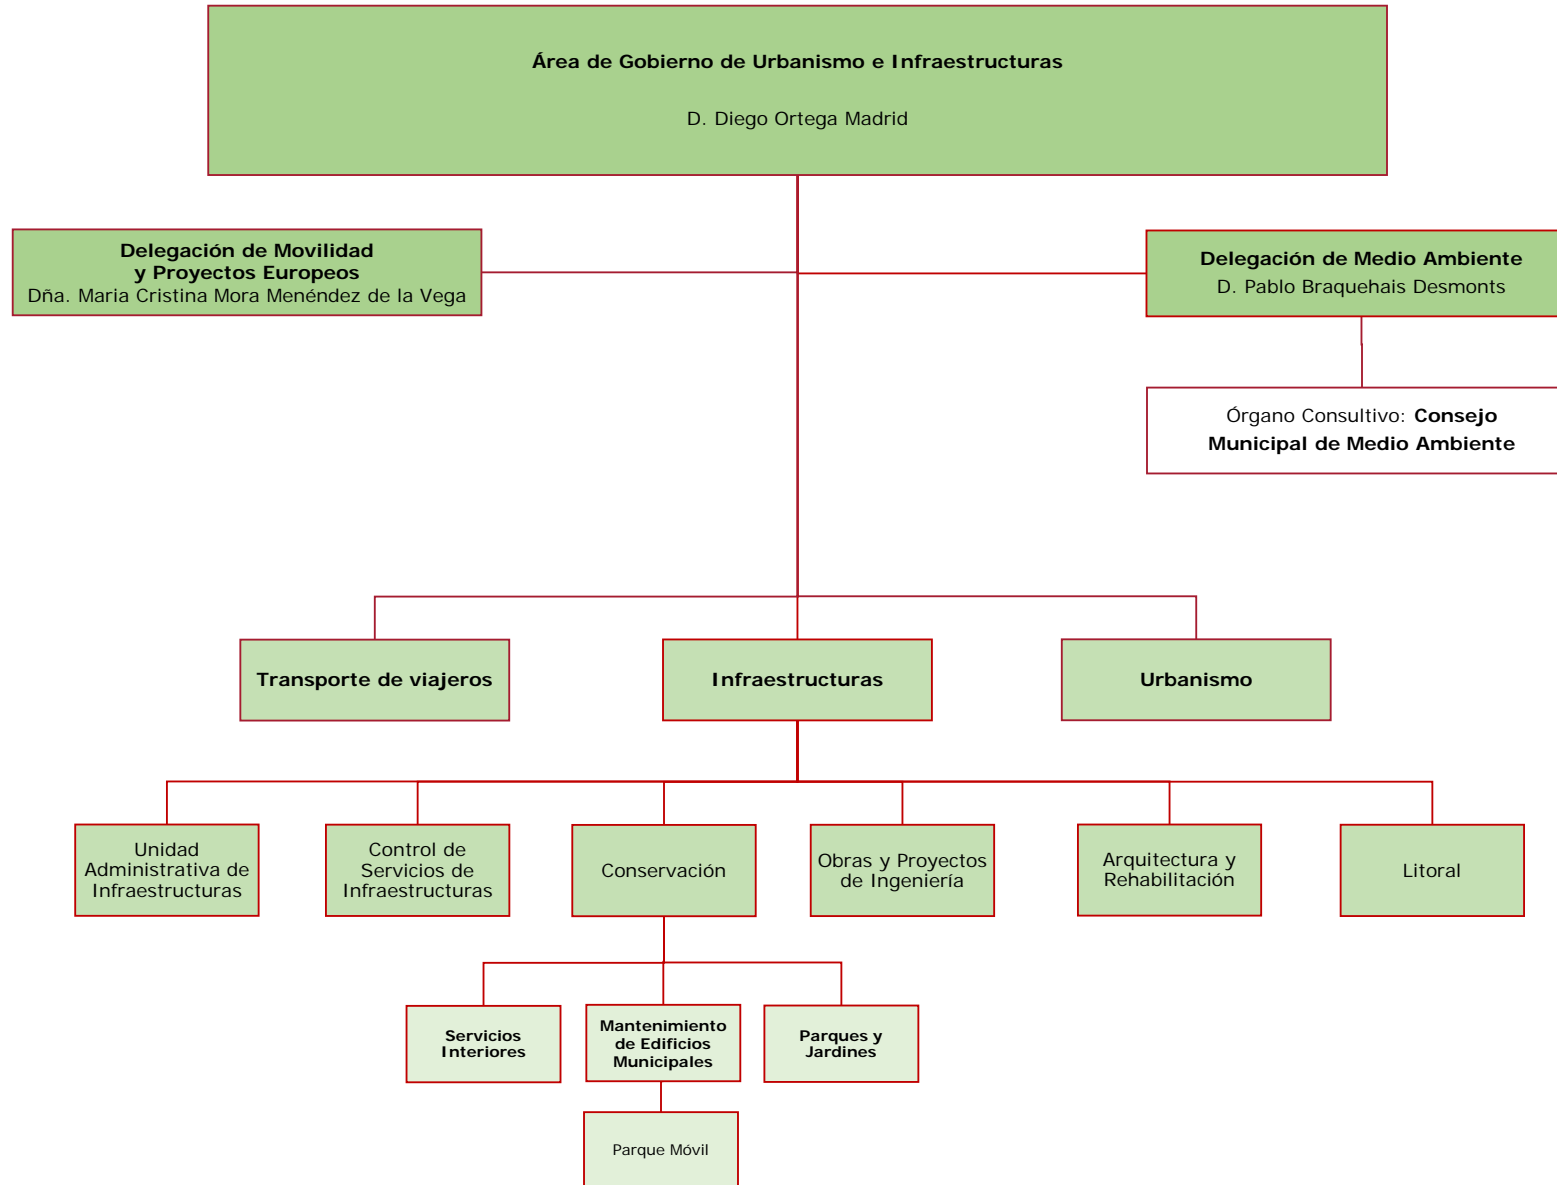 Área de Gobierno de Urbanismo e Infraestructuras
D. Diego Ortega Madrid
Delegación de Movilidad
y Proyectos Europeos
Dña. Maria Cristina Mora Menéndez de la Vega
Delegación de Medio Ambiente
D. Pablo Braquehais Desmonts
Órgano Consultivo: Consejo
Municipal de Medio Ambiente
Transporte de viajeros
Infraestructuras
Urbanismo
Unidad
Administrativa de
Infraestructuras
Control de
Servicios de
Infraestructuras
Conservación
Obras y Proyectos
de Ingeniería
Arquitectura y
Rehabilitación
Litoral
Servicios
Interiores
Mantenimiento
de Edificios
Municipales
Parques y
Jardines
Parque Móvil